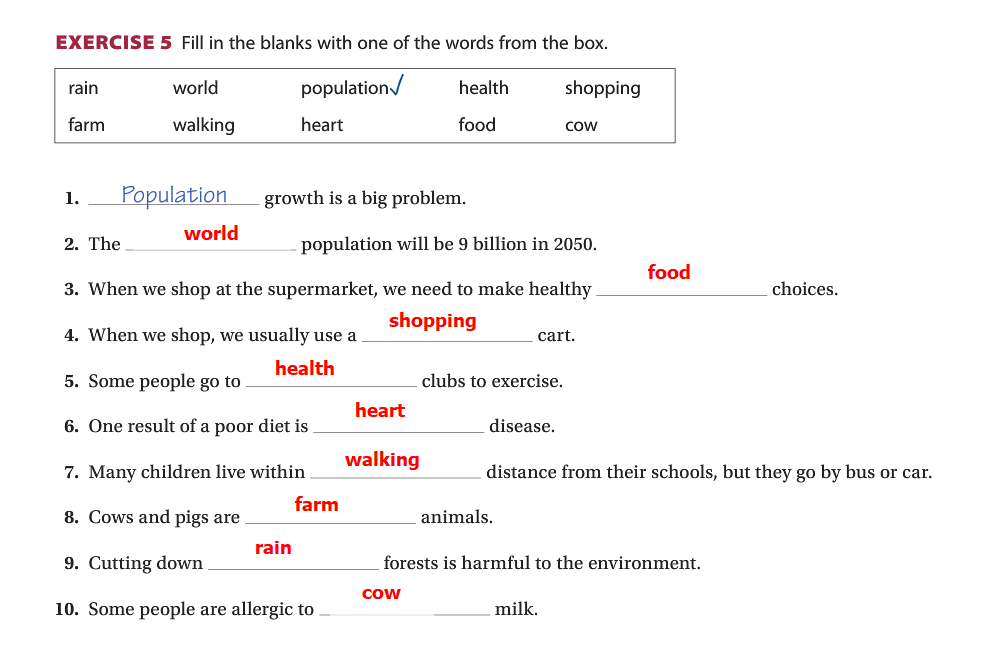 EXERCISE 5 Fill in the blanks with one of the words from the box.
rain world population✓ health shopping
farm walking heart food cow
1. Population growth is a big problem.
2. The world population will be 9 billion in 2050.
3. When we shop at the supermarket, we need to make healthy food choices.
4. When we shop, we usually use a shopping cart.
5. Some people go to health clubs to exercise.
6. One result of a poor diet is heart disease.
7. Many children live within walking distance from their schools, but they go by bus or car.
8. Cows and pigs are farm animals.
9. Cutting down rain forests is harmful to the environment.
10. Some people are allergic to cow milk.